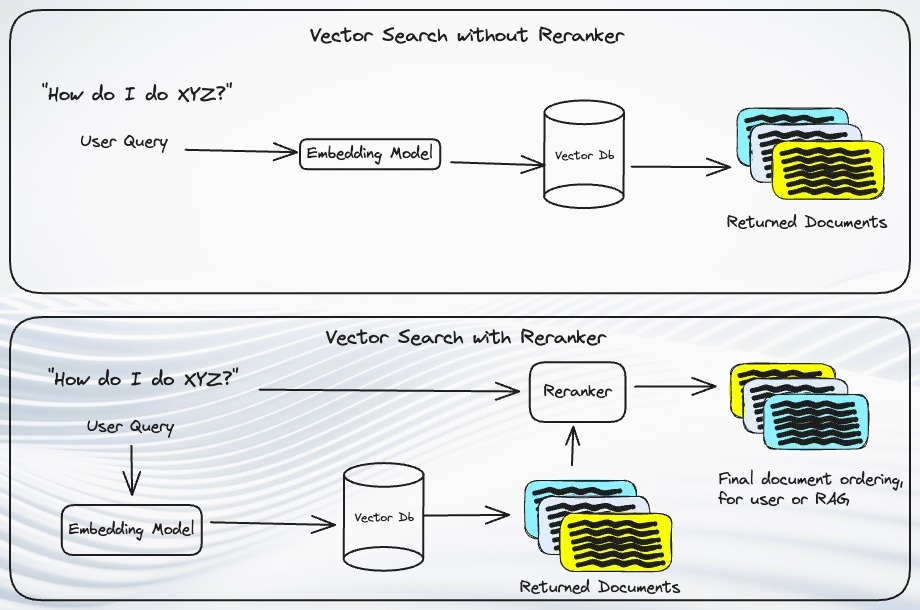 Vector Search without Reranker
"How do I do XYZ?"
User Query
Embedding Model
Vector Db
Returned Documents
Vector Search with Reranker
"How do I do XYZ?"
Reranker
User Query
Final document ordering,
for user or RAG
Embedding Model
Vector Db
Returned Documents